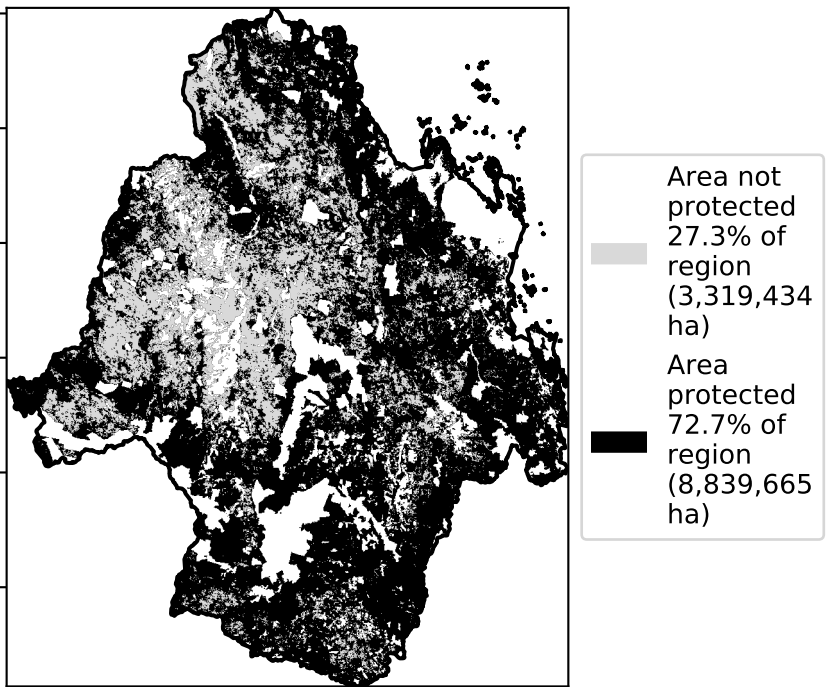 Area not
protected
27.3% of
region
(3,319,434
ha)
Area
protected
72.7% of
region
(8,839,665
ha)